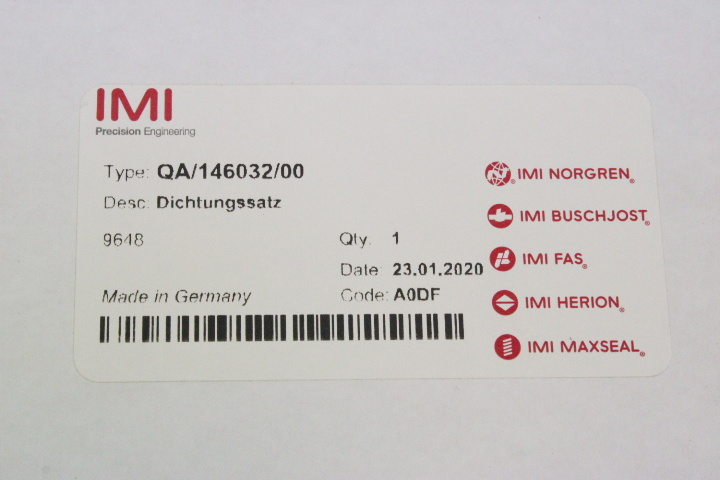 IMI
Precision Engineering
Type: QA/146032/00
Desc: Dichtungssatz
9648
Qty: 1
Date: 23.01.2020
Made in Germany
Code: A0DF
IMI NORGREN®
IMI BUSCHJOST®
IMI FAS®
IMI HERION®
IMI MAXSEAL®